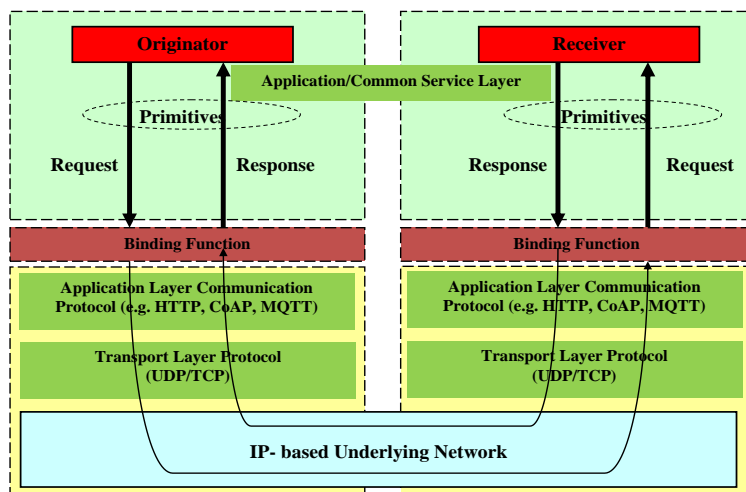 Originator
Receiver
Application/Common Service Layer
Primitives
Primitives
Request
Response
Response
Request
Binding Function
Binding Function
Application Layer Communication
Protocol (e.g. HTTP, CoAP, MQTT)
Application Layer Communication
Protocol (e.g. HTTP, CoAP, MQTT)
Transport Layer Protocol
(UDP/TCP)
Transport Layer Protocol
(UDP/TCP)
IP- based Underlying Network